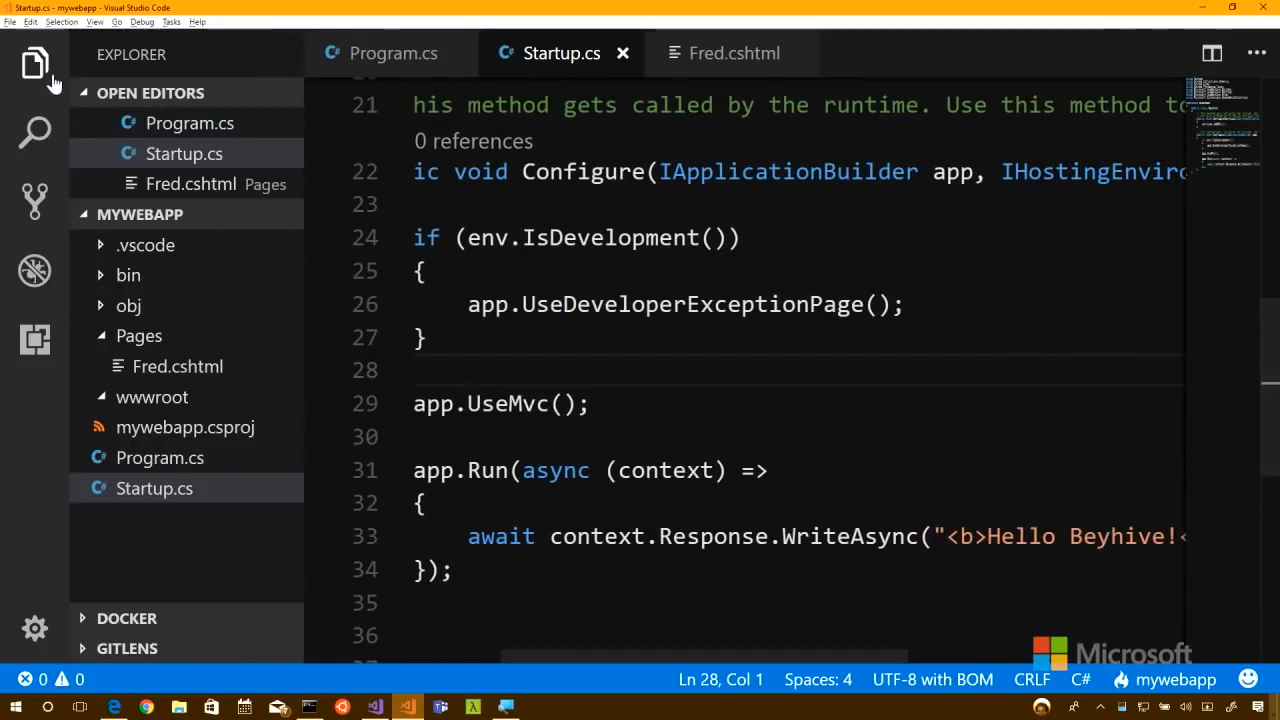 Startup.cs - mywebapp - Visual Studio Code
File Edit Selection View Go Debug Tasks Help
EXPLORER
OPEN EDITORS
Program.cs
Startup.cs
Fred.cshtml Pages
MYWEBAPP
.vscode
bin
obj
Pages
Fred.cshtml
wwwroot
mywebapp.csproj
Program.cs
Startup.cs
DOCKER
GITLENS
Program.cs Startup.cs Fred.cshtml
21 his method gets called by the runtime. Use this method to
0 references
22 ic void Configure(IApplicationBuilder app, IHostingEnviro
23
24 if (env.IsDevelopment())
25 {
26 app.UseDeveloperExceptionPage();
27 }
28
29 app.UseMvc();
30
31 app.Run(async (context) =>
32 {
33 await context.Response.WriteAsync("<b>Hello Beyhive!<
34 });
35
36
Microsoft
0 0 Ln 28, Col 1 Spaces: 4 UTF-8 with BOM CRLF C# mywebapp